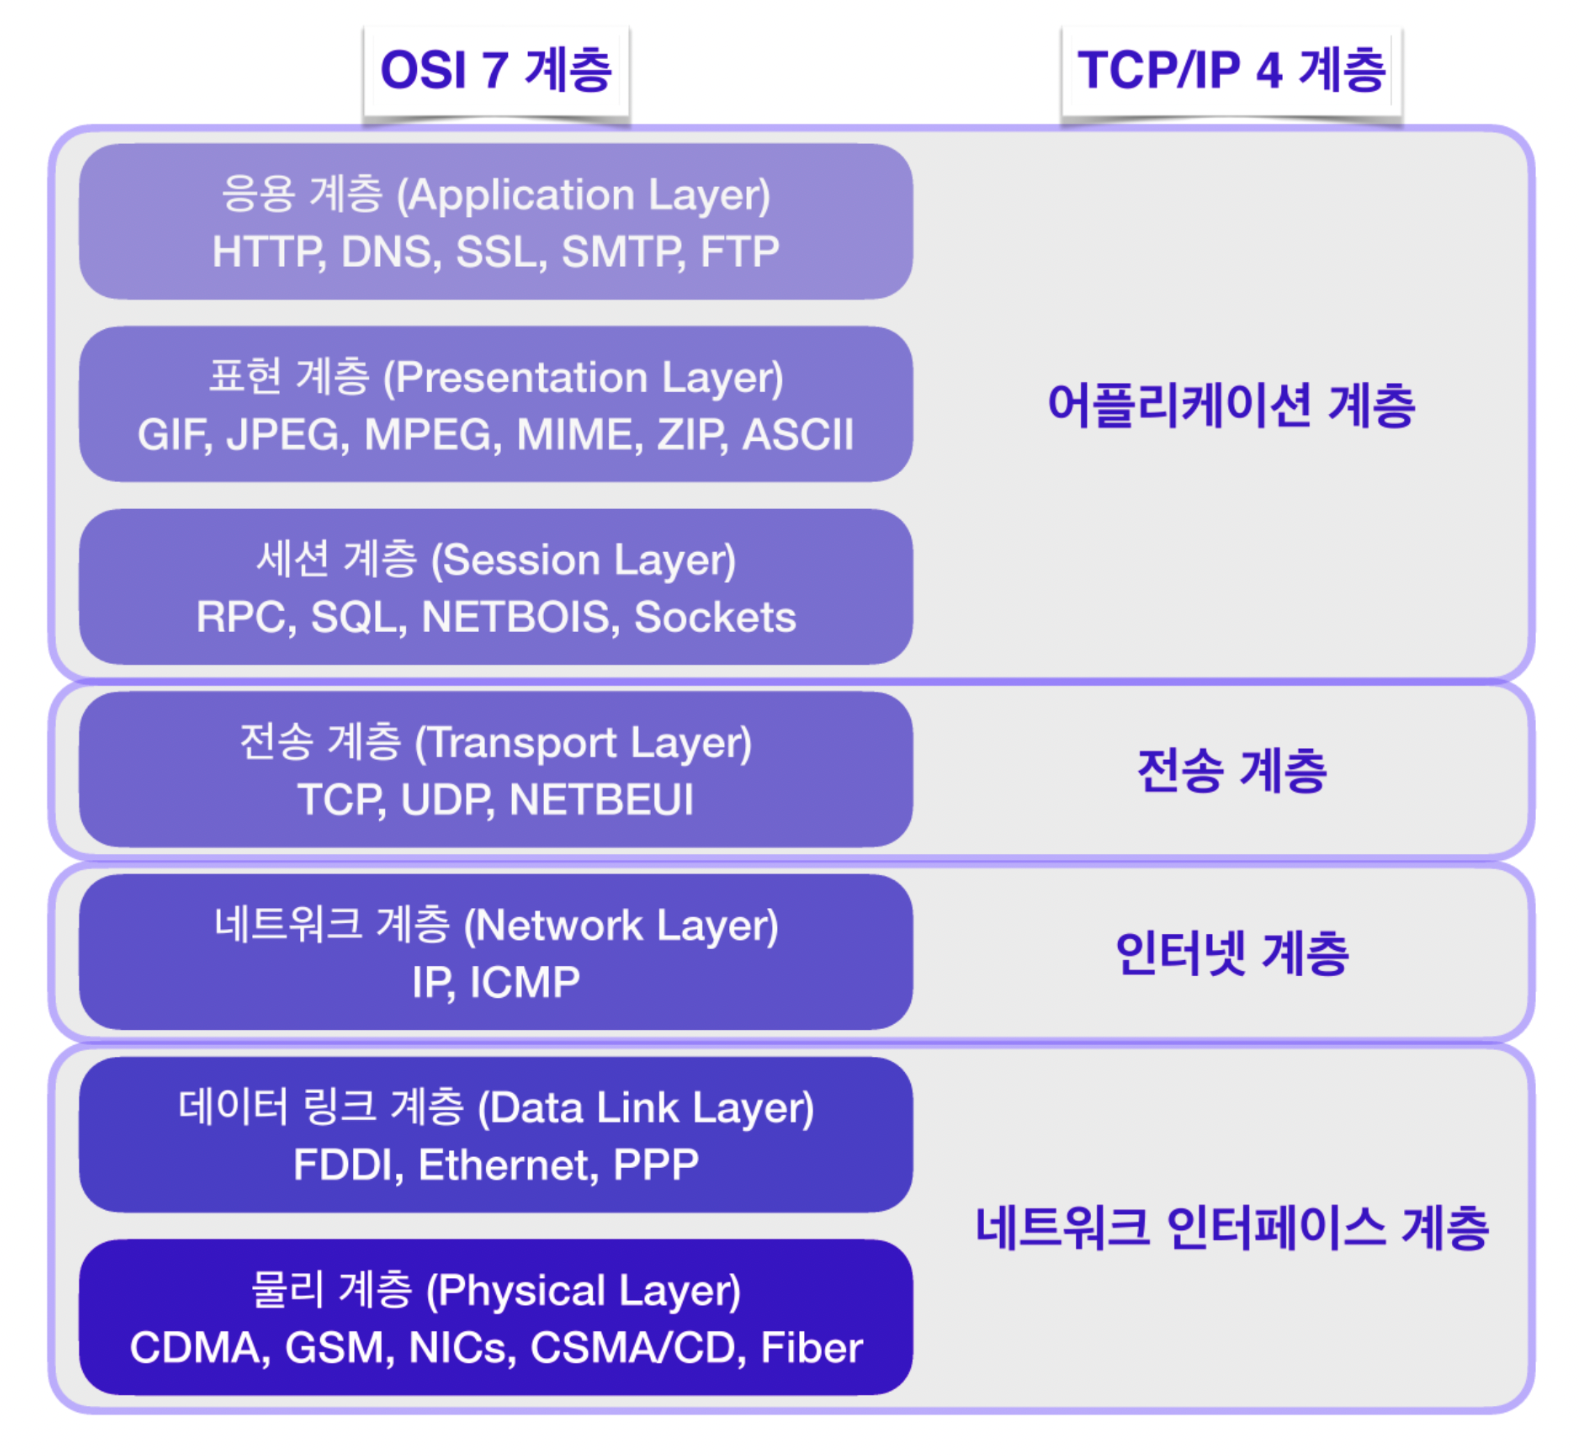 OSI 7 계층
TCP/IP 4 계층
응용 계층 (Application Layer)
HTTP, DNS, SSL, SMTP, FTP
표현 계층 (Presentation Layer)
GIF, JPEG, MPEG, MIME, ZIP, ASCII
세션 계층 (Session Layer)
RPC, SQL, NETBOIS, Sockets
어플리케이션 계층
전송 계층 (Transport Layer)
TCP, UDP, NETBEUI
전송 계층
네트워크 계층 (Network Layer)
IP, ICMP
인터넷 계층
데이터 링크 계층 (Data Link Layer)
FDDI, Ethernet, PPP
물리 계층 (Physical Layer)
CDMA, GSM, NICs, CSMA/CD, Fiber
네트워크 인터페이스 계층